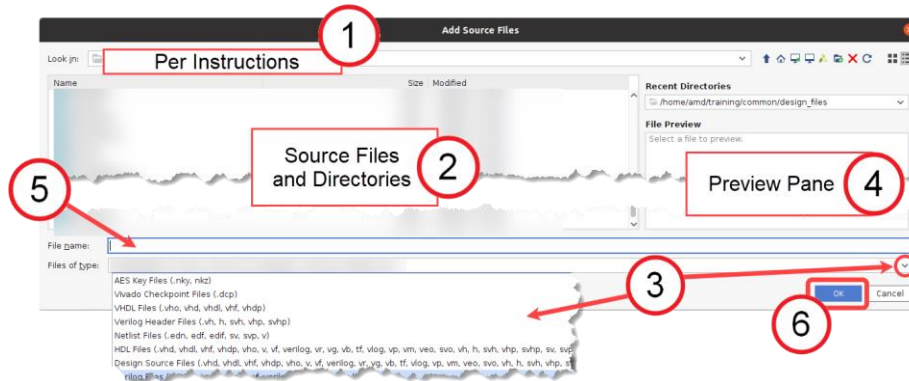 1
Add Source Files
Look in:
Per Instructions
Name Size Modified
Recent Directories
/home/amd/training/common/design_files
File Preview
Select a file to preview.
Source Files
and Directories
2
Preview Pane
4
5
File name:
Files of type:
3
AES Key Files (.nky, nkz)
Vivado Checkpoint Files (.dcp)
VHDL Files (.vho, vhd, vhdl, vhf, vhdp)
Verilog Header Files (.vh, h, svh, vhp, svhp)
Netlist Files (.edn, edf, edif, sv, svp, v)
HDL Files (.vhd, vhdl, vhf, vhdp, vho, v, vf, verilog, vr, vg, vb, tf, vlog, vp, vm, veo, svo, vh, h, svh, vhp, svhp, sv, svp
Design Source Files (.vhd, vhdl, vhf, vhdp, vho, v, vf, verilog, vr, vg, vb, tf, vlog, vp, vm, veo, svo, vh, h, svh, vhp,
Verilog Files
OK Cancel
6